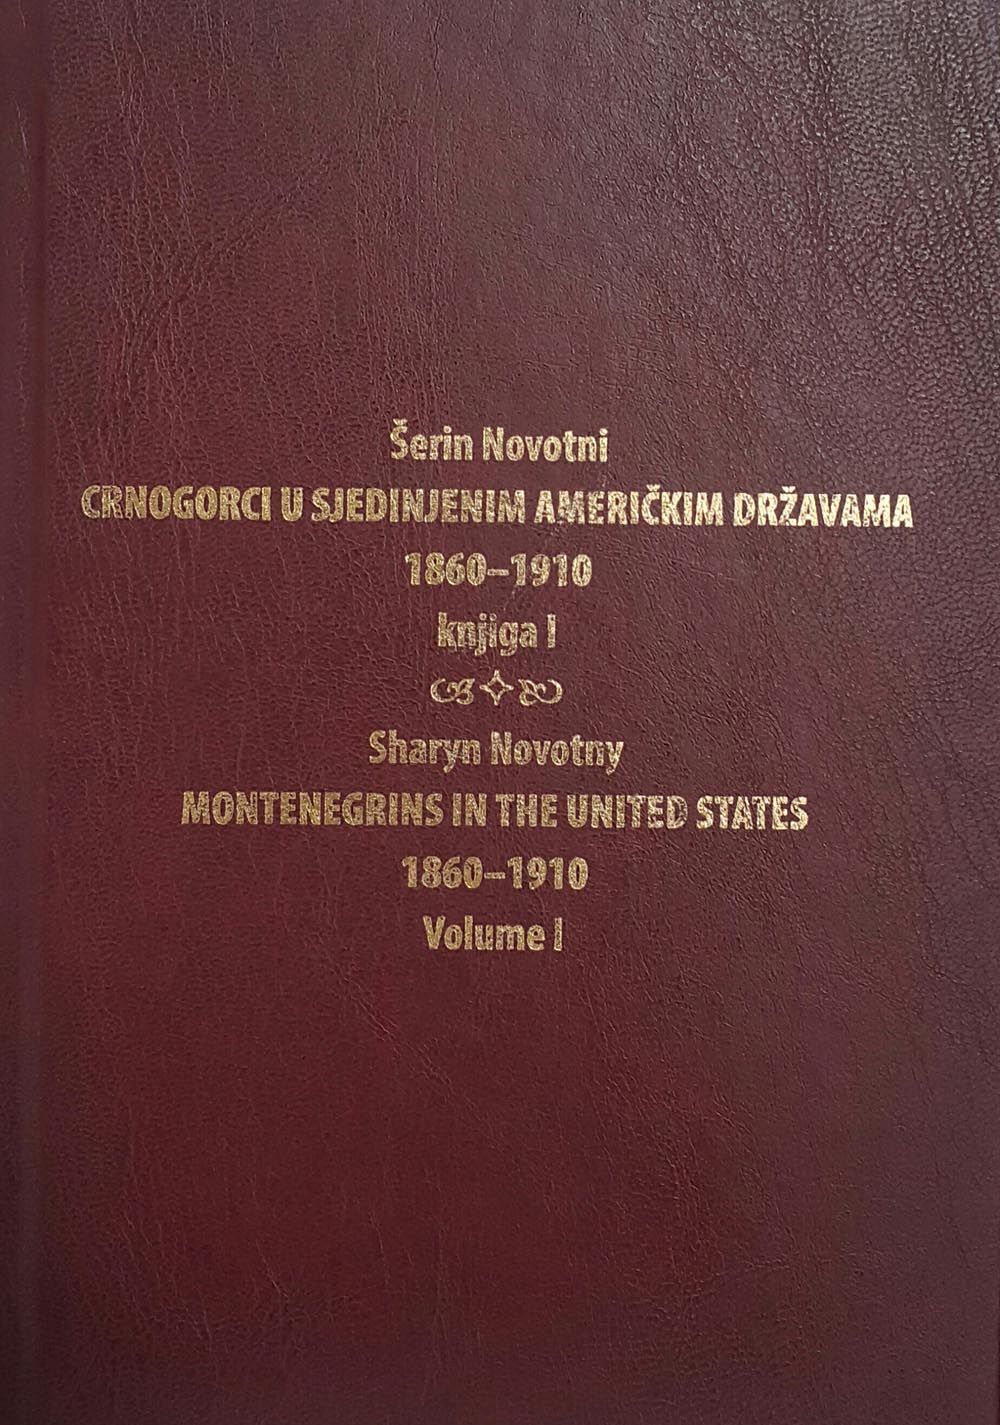 Šerin Novotni
CRNOGORCI U SJEDINJENIM AMERIČKIM DRŽAVAMA
1860–1910
knjiga I
Sharyn Novotny
MONTENEGRINS IN THE UNITED STATES
1860–1910
Volume I